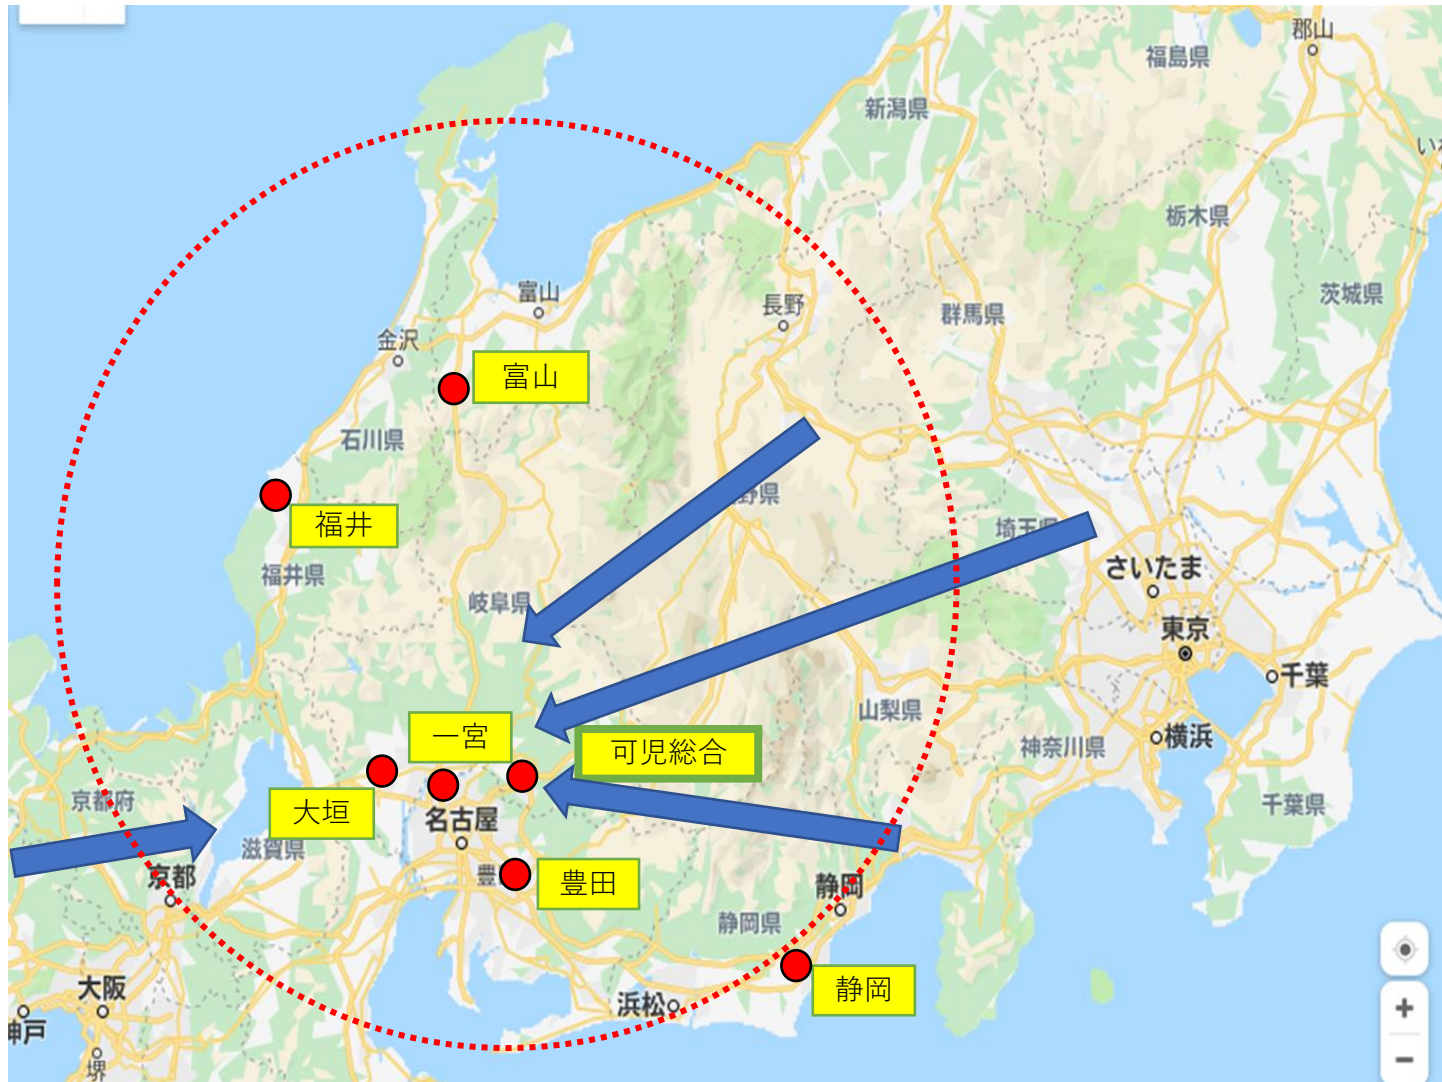 郡山
福島県
新潟県
いわ
栃木県
茨城県
富山
長野
群馬県
金沢
富山
石川県
野県
福井
埼玉県
福井県
さいたま
岐阜県
東京
千葉
山梨県
一宮
可児総合
神奈川県
横浜
京都府
大垣
名古屋
千葉県
滋賀県
京都
豊
豊田
静岡
静岡県
大阪
浜松
静岡
神戸
堺
+
−